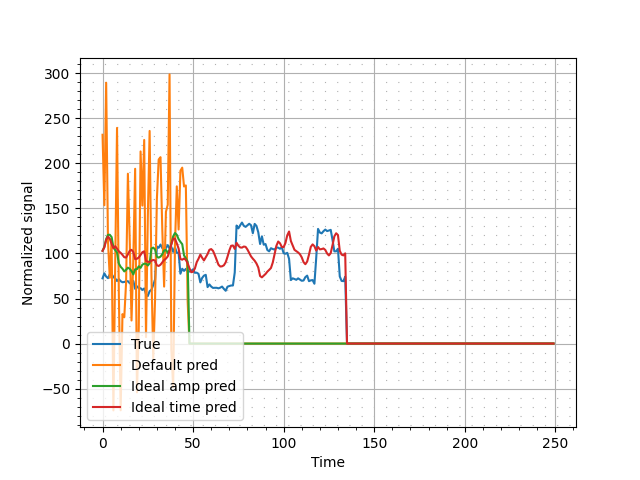 300
250
200
150
100
50
0
−50
Normalized signal
True
Default pred
Ideal amp pred
Ideal time pred
0 50 100 150 200 250
Time